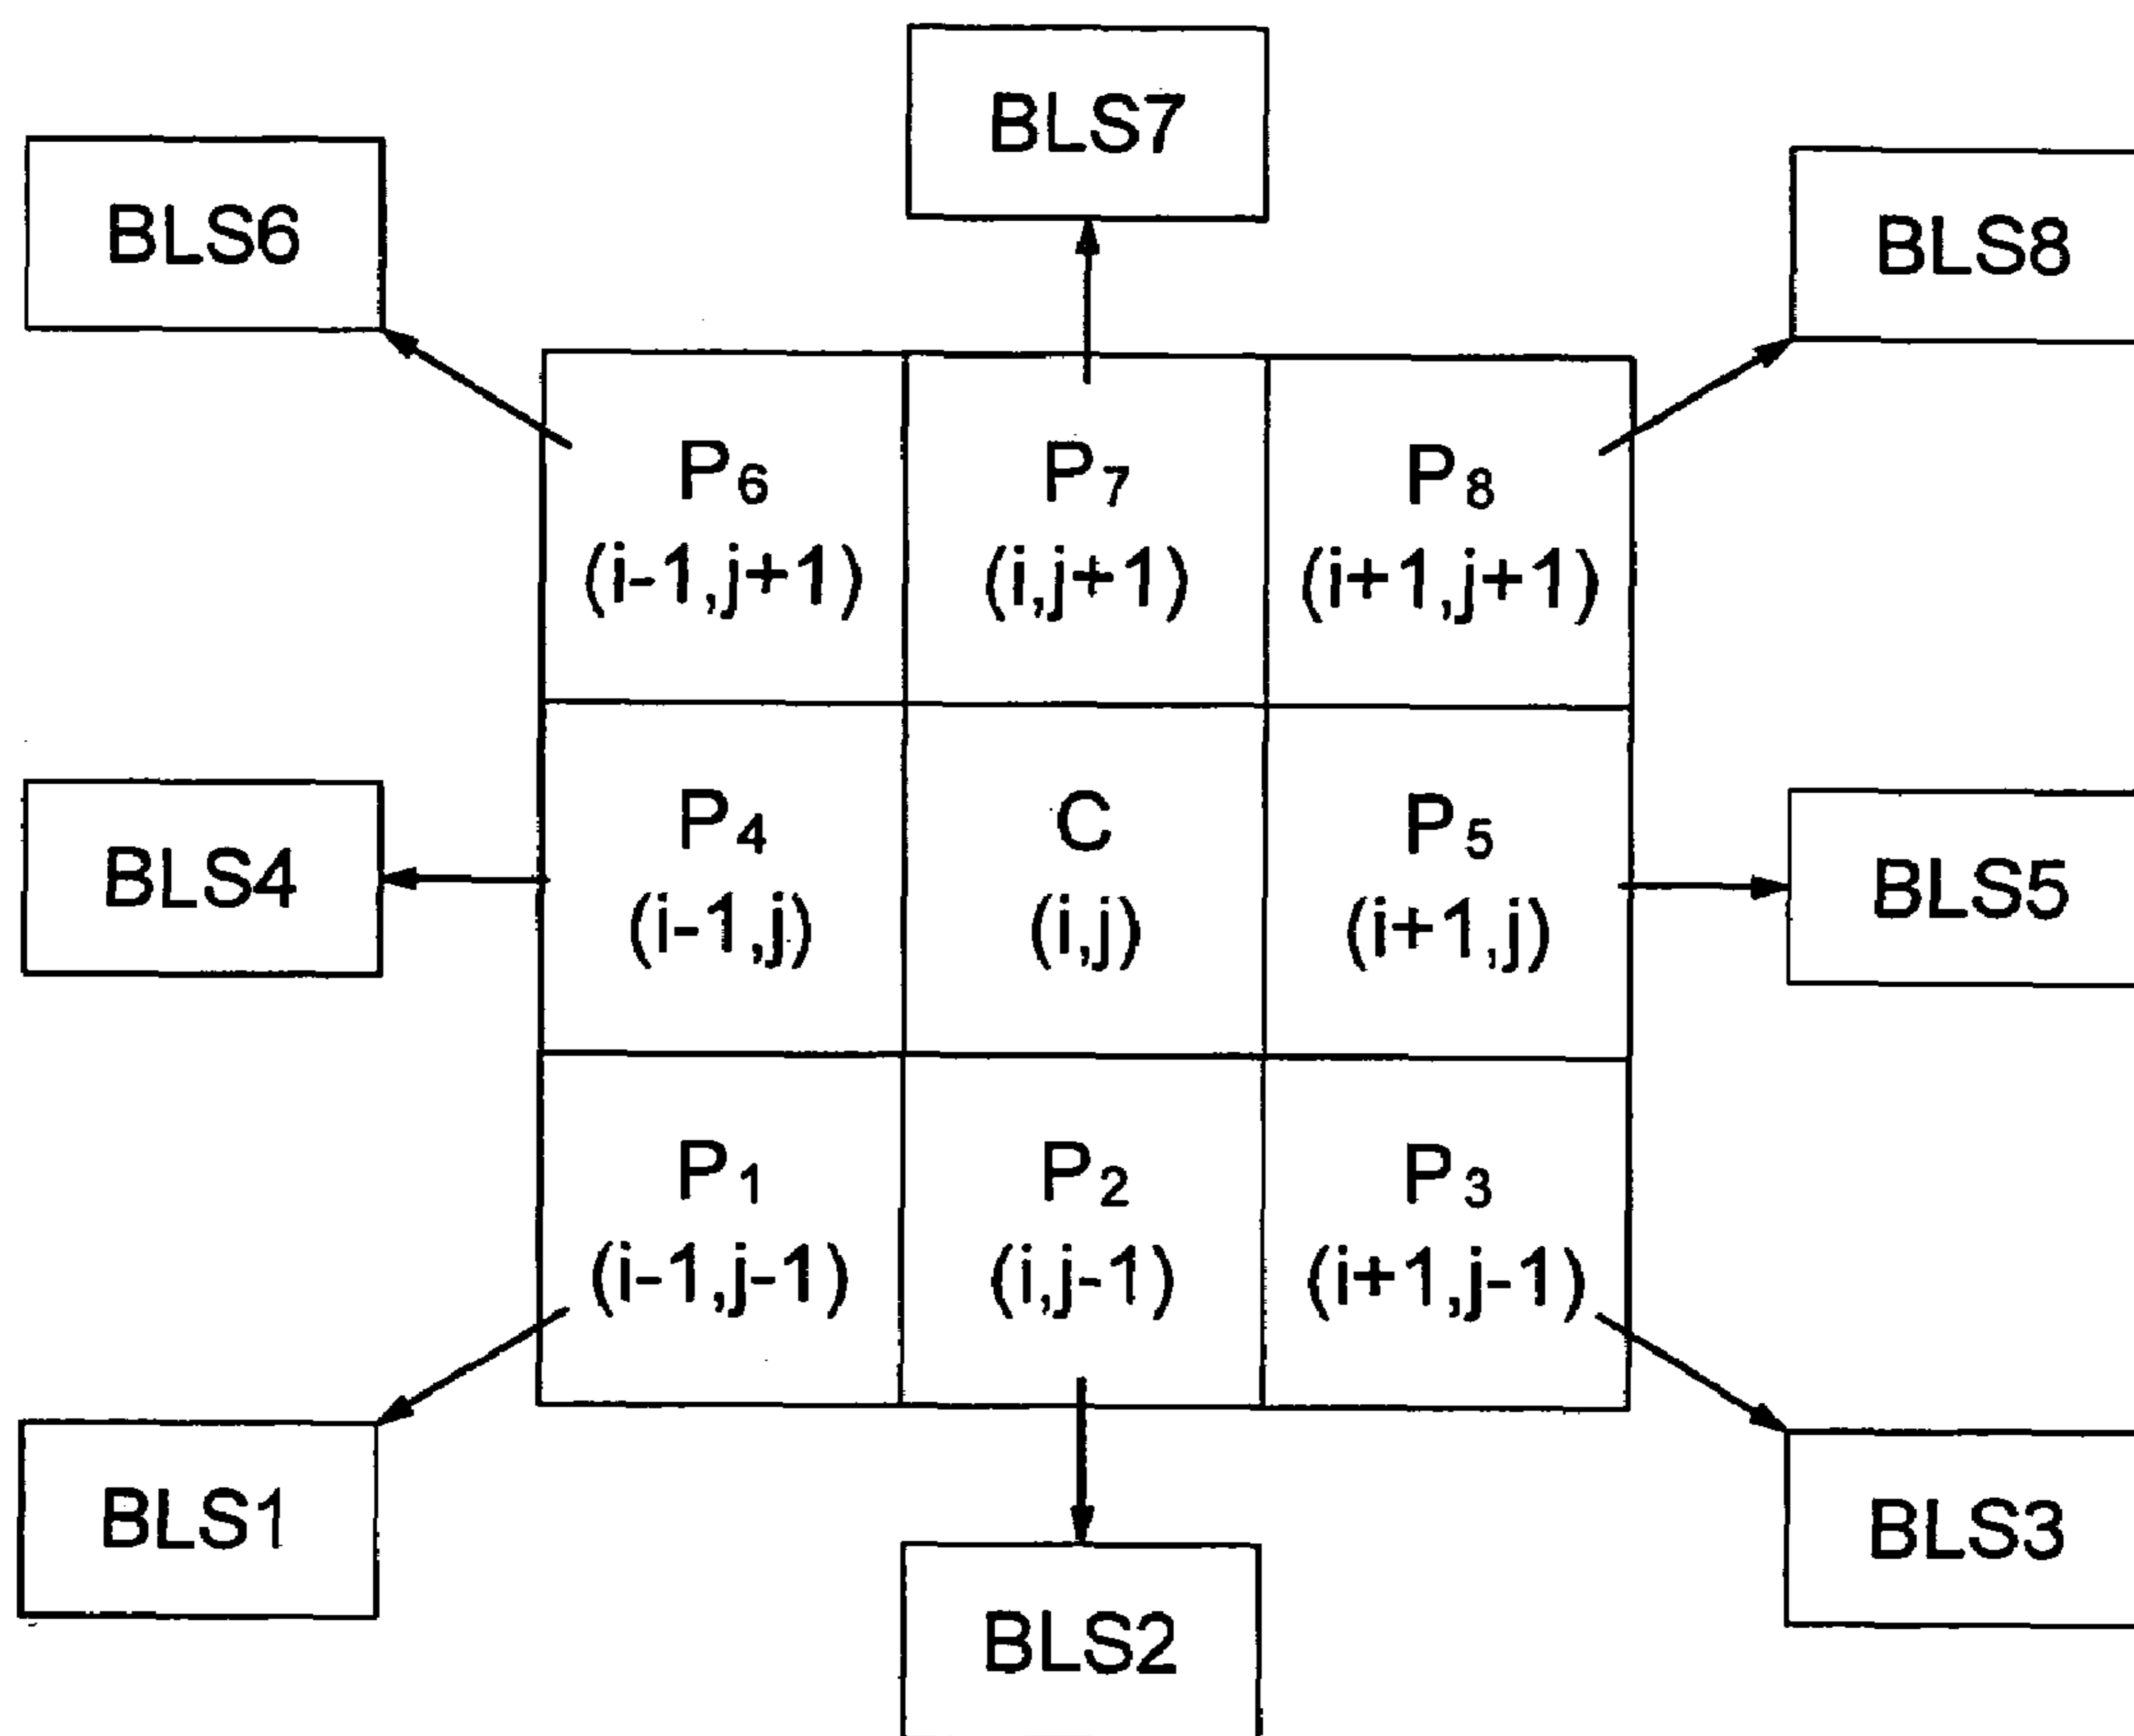 BLS7
BLS6
BLS8
P6
(i-1,j+1)
P7
(i,j+1)
P8
(i+1,j+1)
BLS4
P4
(i-1,j)
C
(i,j)
P5
(i+1,j)
BLS5
P1
(i-1,j-1)
P2
(i,j-1)
P3
(i+1,j-1)
BLS1
BLS2
BLS3